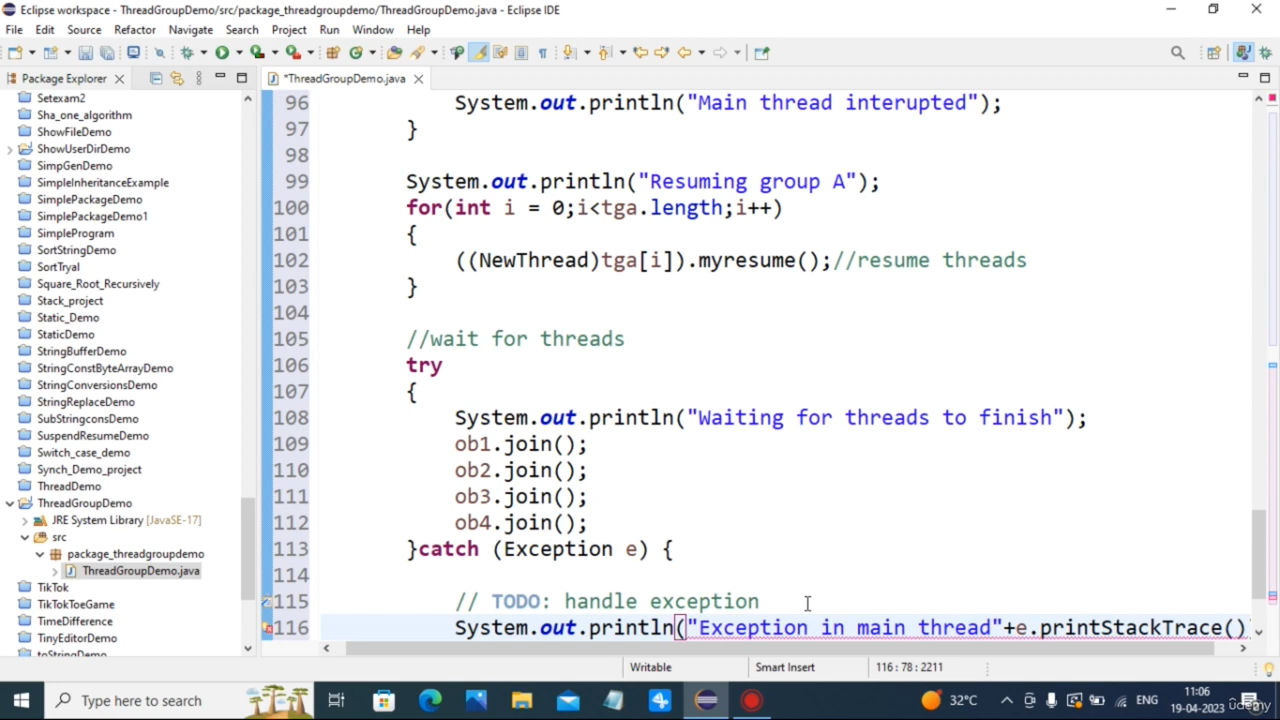 Eclipse workspace - ThreadGroupDemo/src/package_threadgroupdemo/ThreadGroupDemo.java - Eclipse IDE
File Edit Source Refactor Navigate Search Project Run Window Help
Package Explorer
*ThreadGroupDemo.java
Setexam2
Sha_one_algorithm
ShowFileDemo
ShowUserDirDemo
SimpGenDemo
SimpleInheritanceExample
SimplePackageDemo
SimplePackageDemo1
SimpleProgram
SortStringDemo
SortTryal
Square_Root_Recursively
Stack_project
Static_Demo
StaticDemo
StringBufferDemo
StringConstByteArrayDemo
StringConversionsDemo
StringReplaceDemo
SubStringconsDemo
SuspendResumeDemo
Switch_case_demo
Synch_Demo_project
ThreadDemo
ThreadGroupDemo
JRE System Library [JavaSE-17]
src
package_threadgroupdemo
ThreadGroupDemo.java
TikTok
TikTokToeGame
TimeDifference
TinyEditorDemo
toStringDemo
96 System.out.println("Main thread interupted");
97 }
98
99 System.out.println("Resuming group A");
100 for(int i = 0;i<tga.length;i++)
101 {
102 ((NewThread)tga[i]).myresume();//resume threads
103 }
104
105 //wait for threads
106 try
107 {
108 System.out.println("Waiting for threads to finish");
109 ob1.join();
110 ob2.join();
111 ob3.join();
112 ob4.join();
113 }catch (Exception e) {
114
115 // TODO: handle exception
116 System.out.println("Exception in main thread"+e.printStackTrace()
Writable Smart Insert 116 : 78 : 2211
Type here to search
32°C
ENG
11:06
19-04-2023
udemy